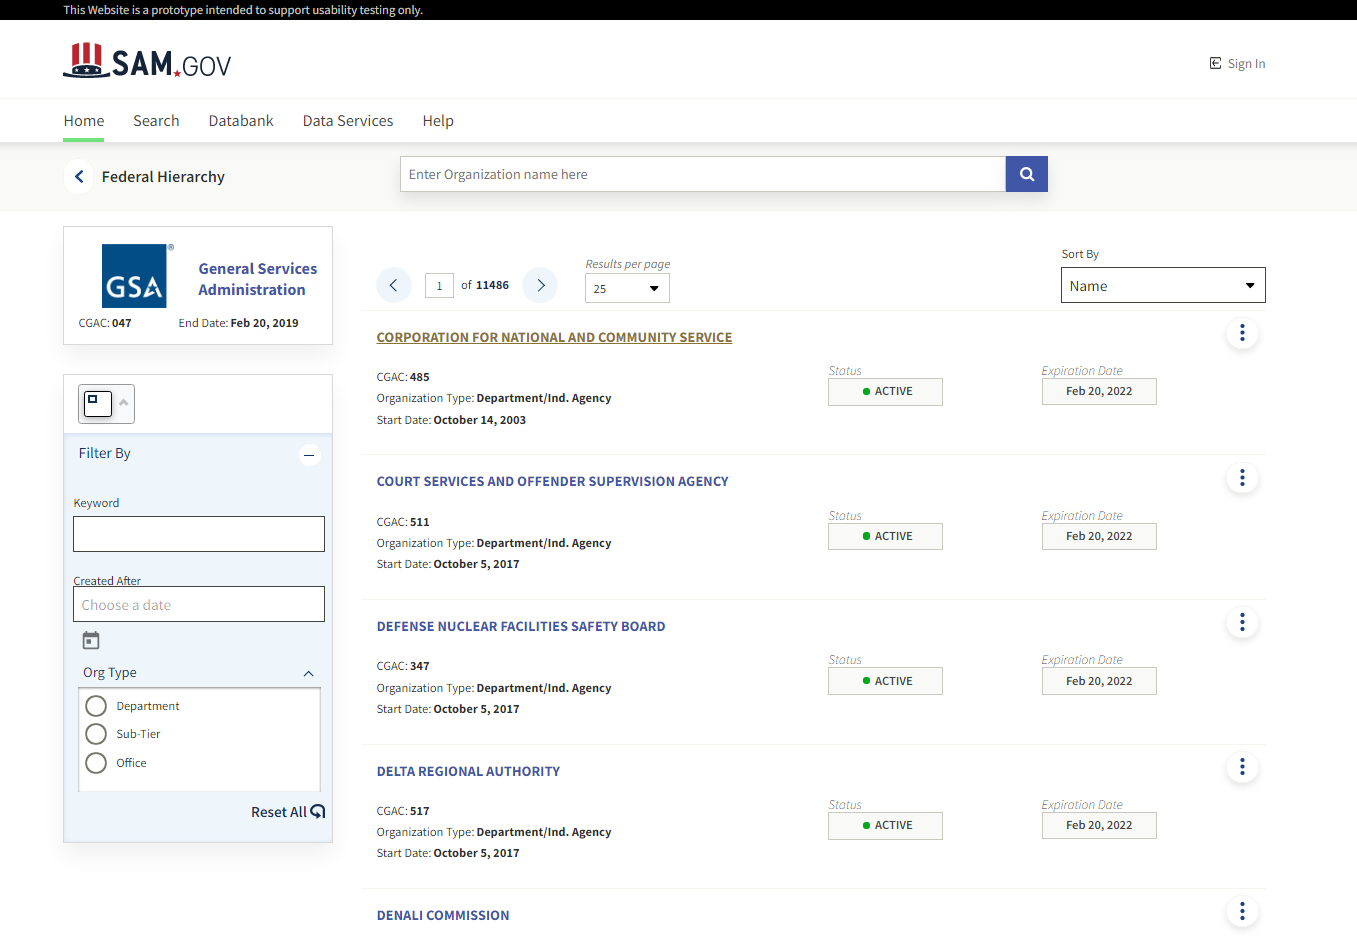 This Website is a prototype intended to support usability testing only.
SAM.GOV
Sign In
Home Search Databank Data Services Help
Federal Hierarchy
Enter Organization name here
GSA®
General Services
Administration
CGAC: 047 End Date: Feb 20, 2019
Filter By
Keyword
Created After
Choose a date
Org Type
Department
Sub-Tier
Office
Reset All
1 of 11486
Results per page
25
Sort By
Name
CORPORATION FOR NATIONAL AND COMMUNITY SERVICE
CGAC: 485
Organization Type: Department/Ind. Agency
Start Date: October 14, 2003
Status
ACTIVE
Expiration Date
Feb 20, 2022
COURT SERVICES AND OFFENDER SUPERVISION AGENCY
CGAC: 511
Organization Type: Department/Ind. Agency
Start Date: October 5, 2017
Status
ACTIVE
Expiration Date
Feb 20, 2022
DEFENSE NUCLEAR FACILITIES SAFETY BOARD
CGAC: 347
Organization Type: Department/Ind. Agency
Start Date: October 5, 2017
Status
ACTIVE
Expiration Date
Feb 20, 2022
DELTA REGIONAL AUTHORITY
CGAC: 517
Organization Type: Department/Ind. Agency
Start Date: October 5, 2017
Status
ACTIVE
Expiration Date
Feb 20, 2022
DENALI COMMISSION